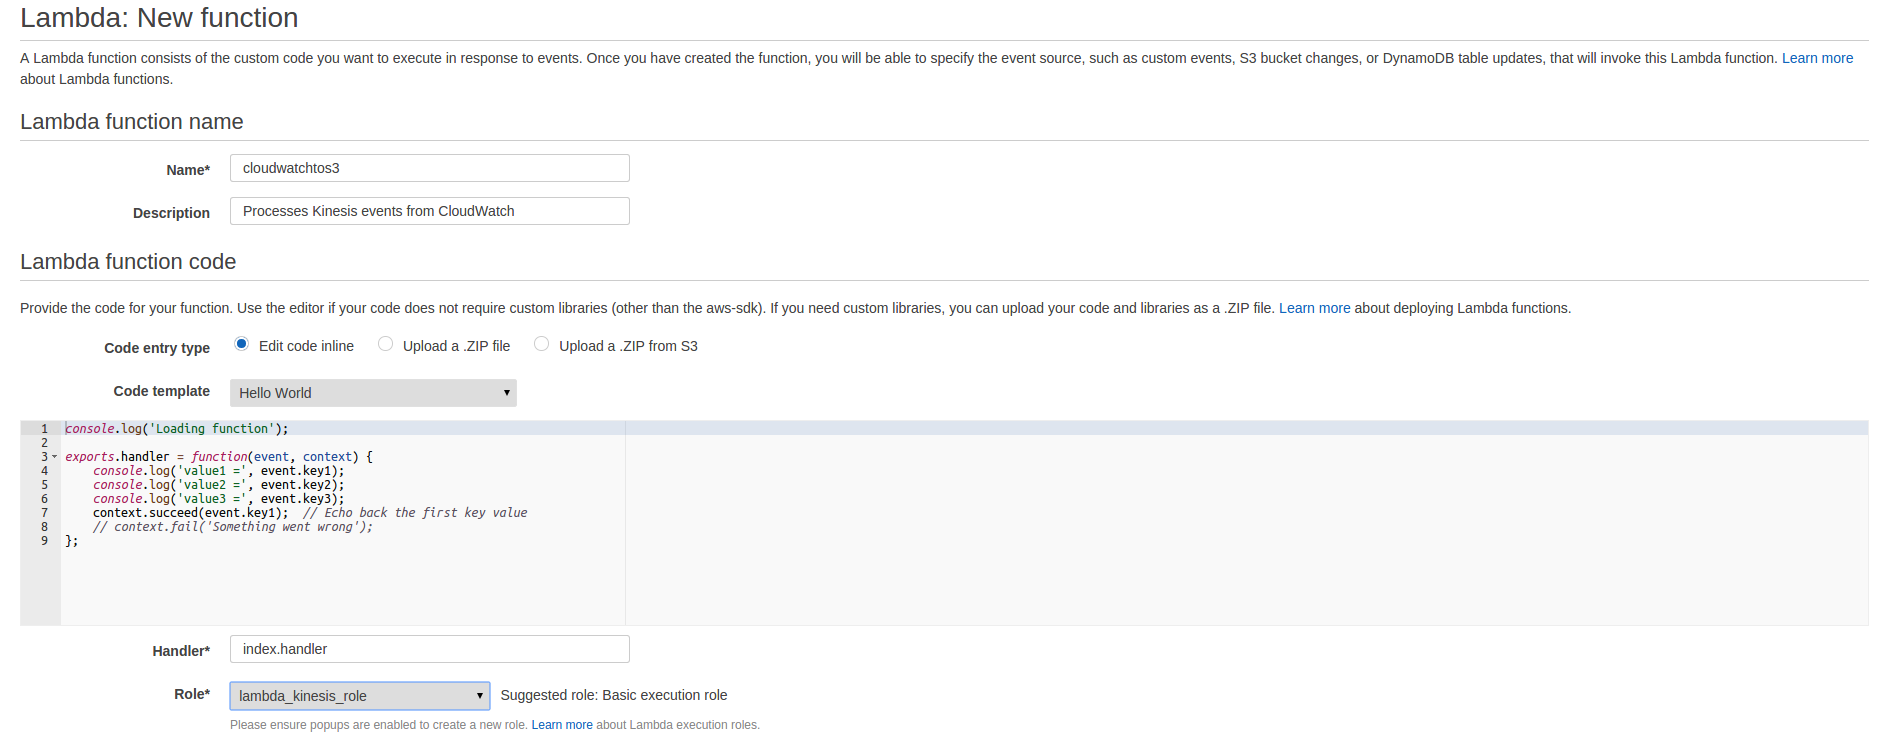 Lambda: New function
A Lambda function consists of the custom code you want to execute in response to events. Once you have created the function, you will be able to specify the event source, such as custom events, S3 bucket changes, or DynamoDB table updates, that will invoke this Lambda function. Learn more
about Lambda functions.
Lambda function name
Name* cloudwatchtos3
Description Processes Kinesis events from CloudWatch
Lambda function code
Provide the code for your function. Use the editor if your code does not require custom libraries (other than the aws-sdk). If you need custom libraries, you can upload your code and libraries as a .ZIP file. Learn more about deploying Lambda functions.
Code entry type Edit code inline Upload a .ZIP file Upload a .ZIP from S3
Code template Hello World
1 console.log('Loading function');
2
3 exports.handler = function(event, context) {
4 console.log('value1 =', event.key1);
5 console.log('value2 =', event.key2);
6 console.log('value3 =', event.key3);
7 context.succeed(event.key1); // Echo back the first key value
8 // context.fail('Something went wrong');
9 };
Handler* index.handler
Role* lambda_kinesis_role Suggested role: Basic execution role
Please ensure popups are enabled to create a new role. Learn more about Lambda execution roles.